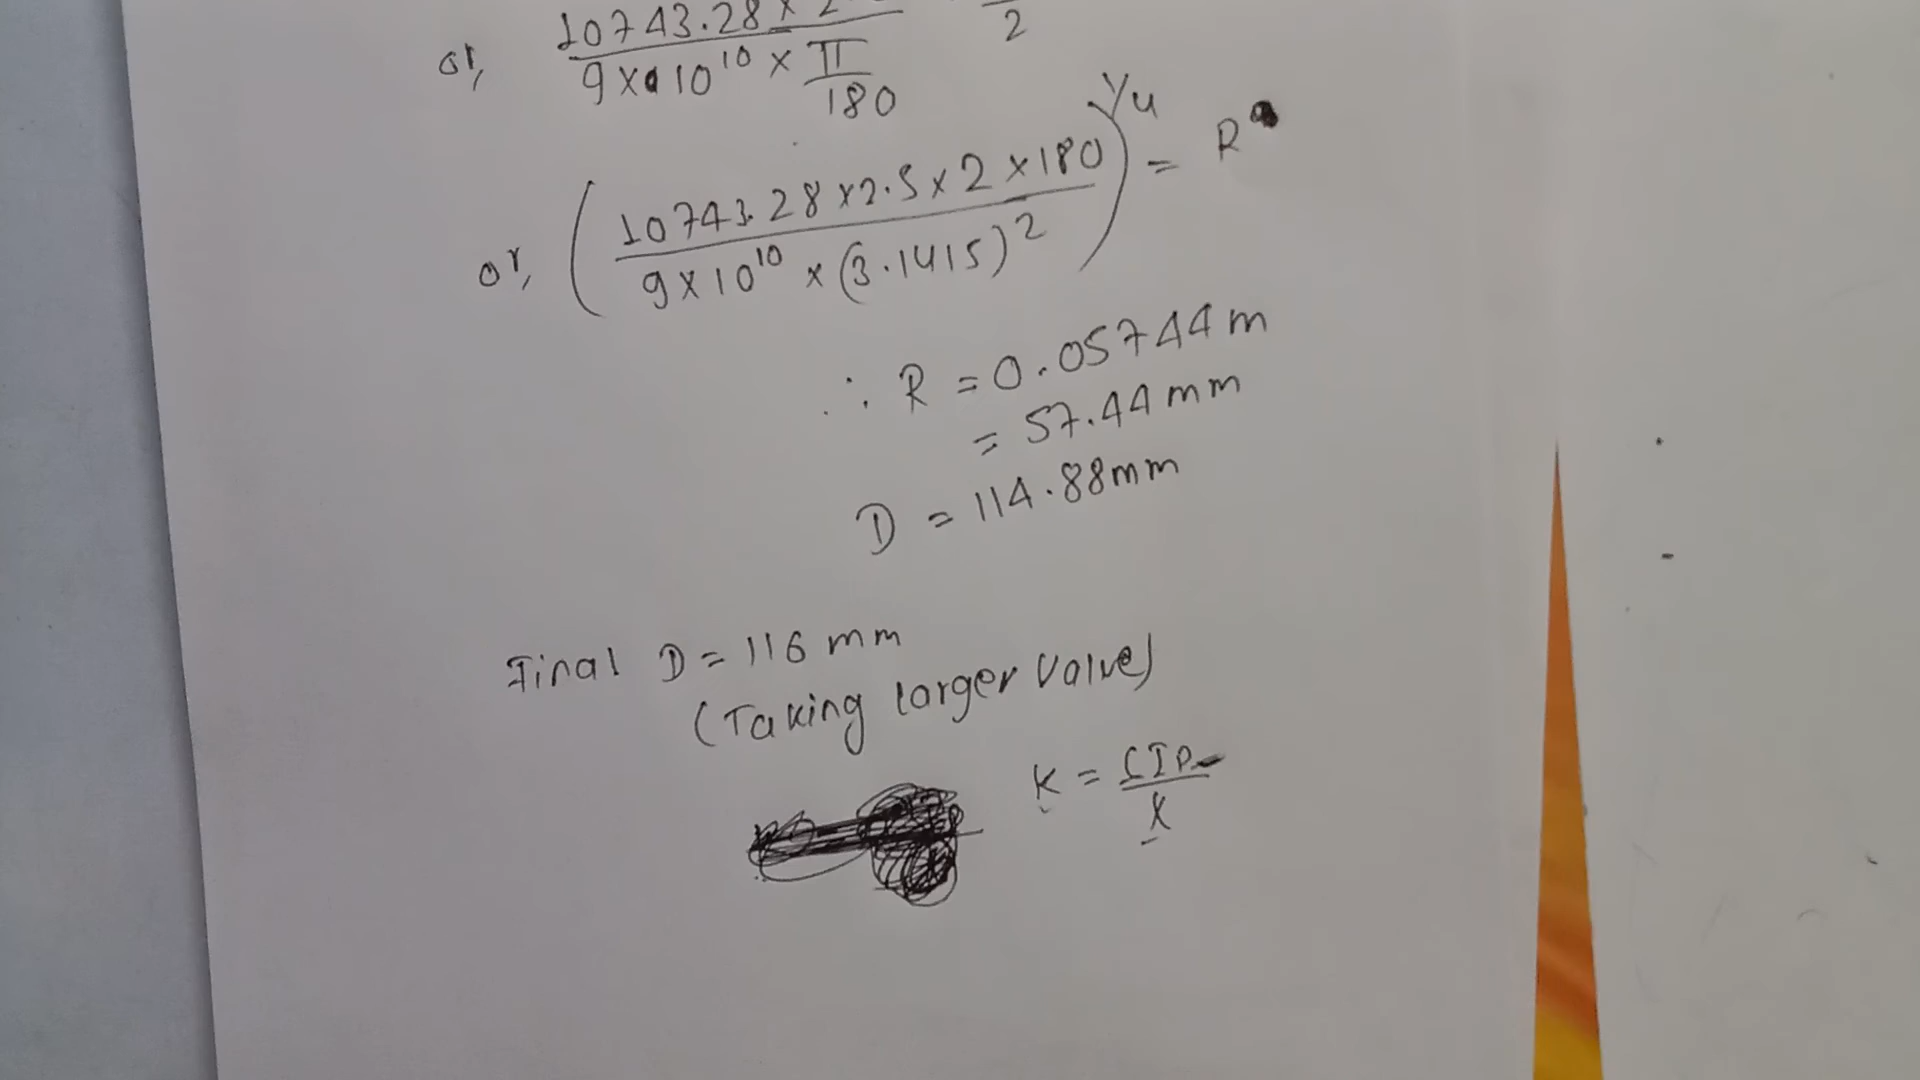 or, 10743.28 × 2 / 9 × 10^10 × π/180 2
or, (10743.28 × 2.5 × 2 × 180 / 9 × 10^10 × (3.1415)^2)^1/4 = R
∴ R = 0.05744 m
= 57.44 mm
D = 114.88 mm
Final D = 116 mm
(Taking larger value)
K = / X